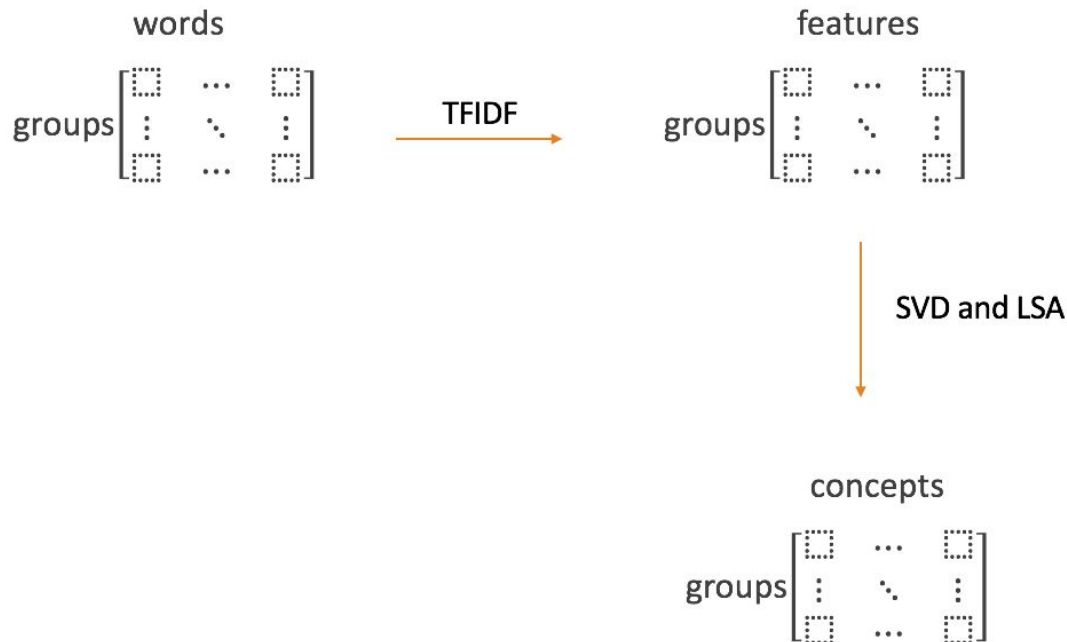 words
features
groups
TFIDF
groups
SVD and LSA
concepts
groups